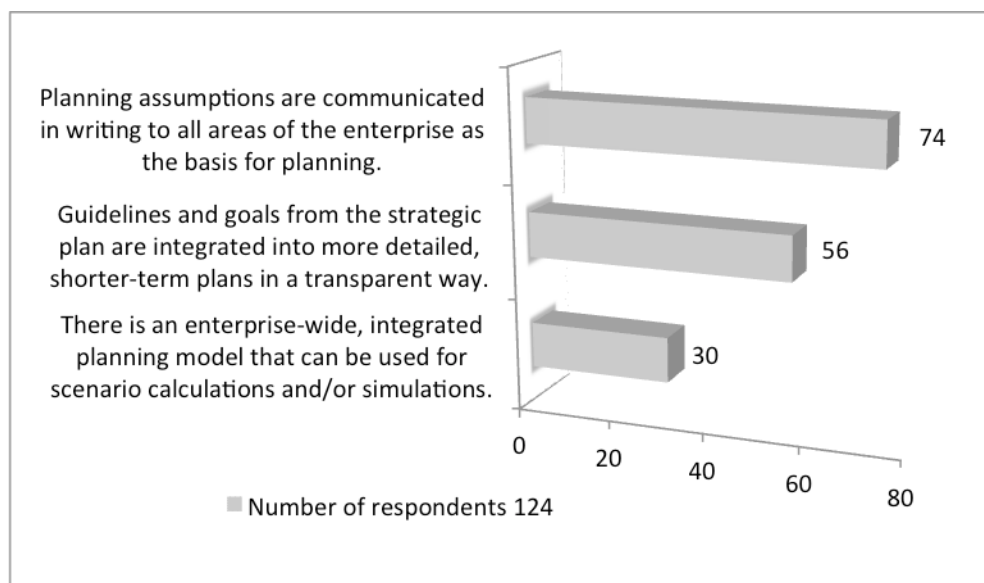 Planning assumptions are communicated
in writing to all areas of the enterprise as
the basis for planning.
74
Guidelines and goals from the strategic
plan are integrated into more detailed,
shorter-term plans in a transparent way.
56
There is an enterprise-wide, integrated
planning model that can be used for
scenario calculations and/or simulations.
30
0
20
40
60
80
Number of respondents 124